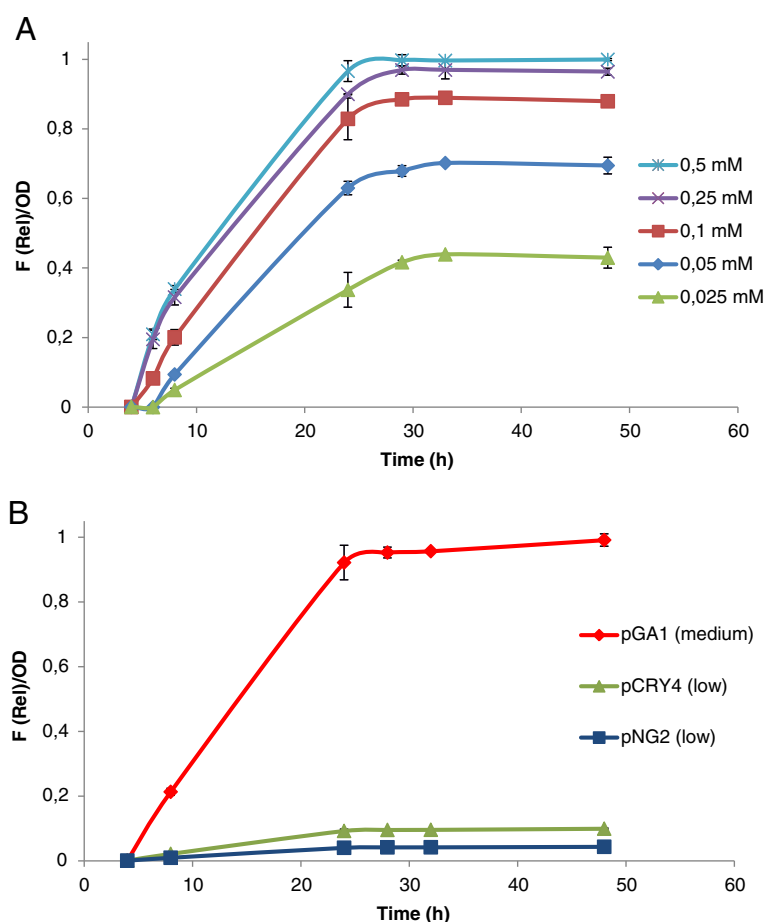 A
1
0,8
0,6
0,4
0,2
0
F (Rel)/OD
0 10 20 30 40 50 60
Time (h)
0,5 mM
0,25 mM
0,1 mM
0,05 mM
0,025 mM
B
1
0,8
0,6
0,4
0,2
0
F (Rel)/OD
0 10 20 30 40 50 60
Time (h)
pGA1 (medium)
pCRY4 (low)
pNG2 (low)